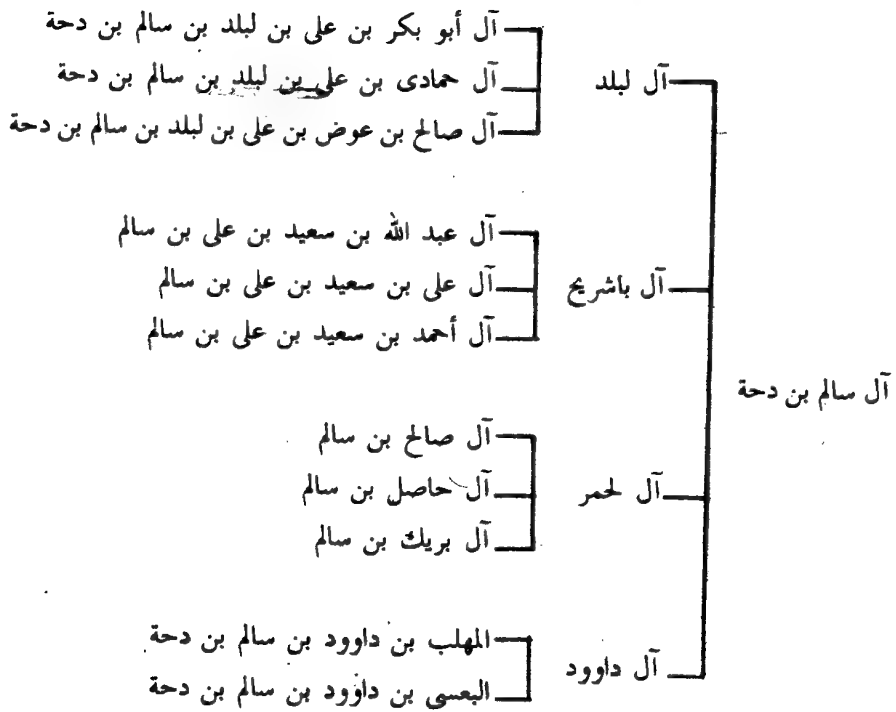 آل سالم بن دحة
آل لبلد
آل أبو بكر بن على بن لبلد بن سالم بن دحة
آل حمادى بن على بن لبلد بن سالم بن دحة
آل صالح بن عوض بن على بن لبلد بن سالم بن دحة
آل باشريح
آل عبد الله بن سعيد بن على بن سالم
آل على بن سعيد بن على بن سالم
آل أحمد بن سعيد بن على بن سالم
آل لحمر
آل صالح بن سالم
آل حاصل بن سالم
آل بريك بن سالم
آل داوود
المهلب بن داوود بن سالم بن دحة
البعسى بن داؤود بن سالم بن دحة